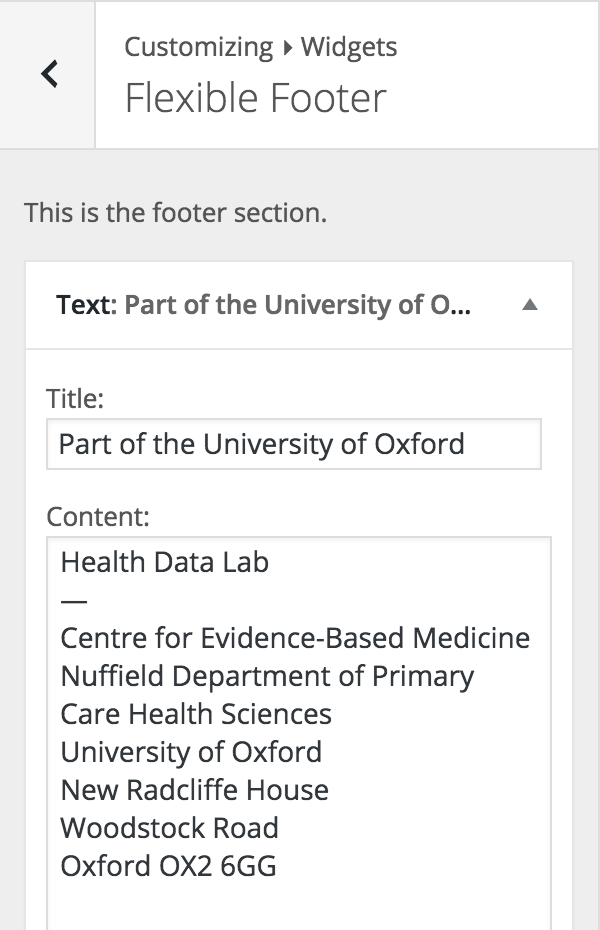 Customizing ▸ Widgets
Flexible Footer
This is the footer section.
Text: Part of the University of O...
Title:
Part of the University of Oxford
Content:
Health Data Lab
—
Centre for Evidence-Based Medicine
Nuffield Department of Primary
Care Health Sciences
University of Oxford
New Radcliffe House
Woodstock Road
Oxford OX2 6GG